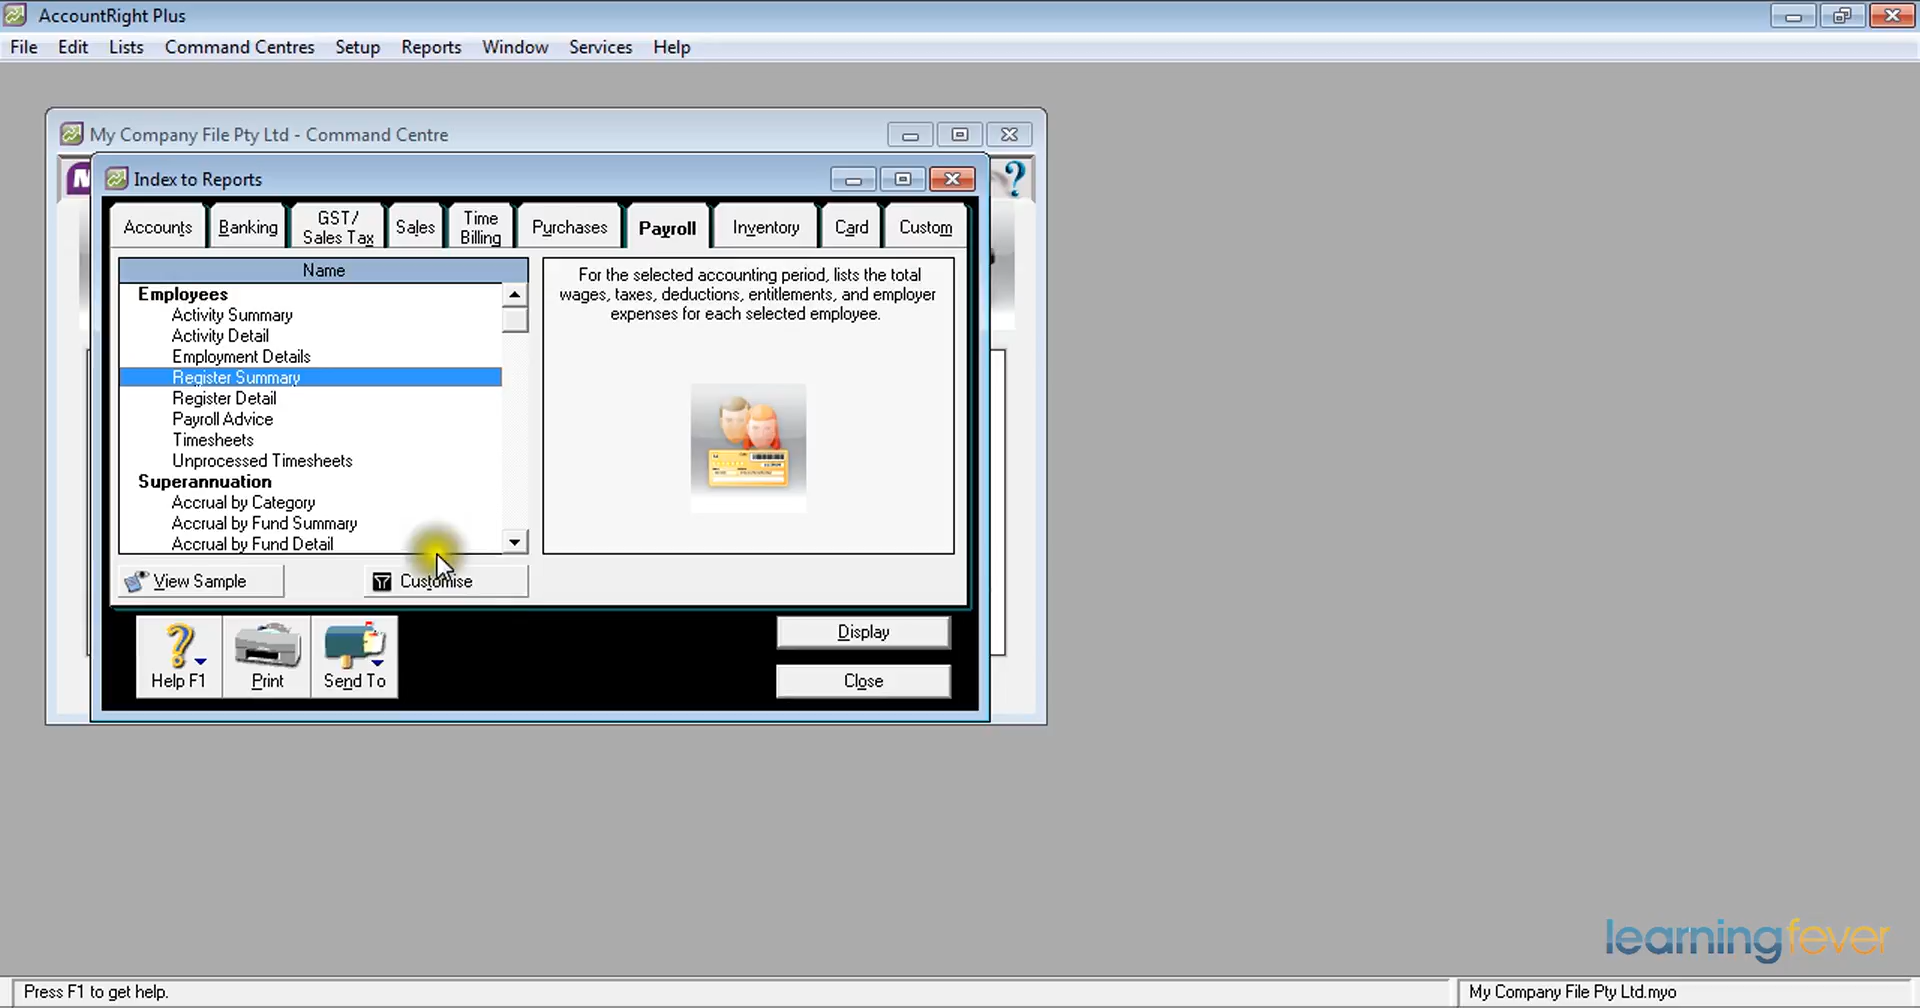 AccountRight Plus
File Edit Lists Command Centres Setup Reports Window Services Help
My Company File Pty Ltd - Command Centre
Index to Reports
Accounts
Banking
GST/
Sales Tax
Sales
Time
Billing
Purchases
Payroll
Inventory
Card
Custom
Name
Employees
Activity Summary
Activity Detail
Employment Details
Register Summary
Register Detail
Payroll Advice
Timesheets
Unprocessed Timesheets
Superannuation
Accrual by Category
Accrual by Fund Summary
Accrual by Fund Detail
For the selected accounting period, lists the total
wages, taxes, deductions, entitlements, and employer
expenses for each selected employee.
View Sample
Customise
Help F1
Print
Send To
Display
Close
learningfever
Press F1 to get help.
My Company File Pty Ltd.myo